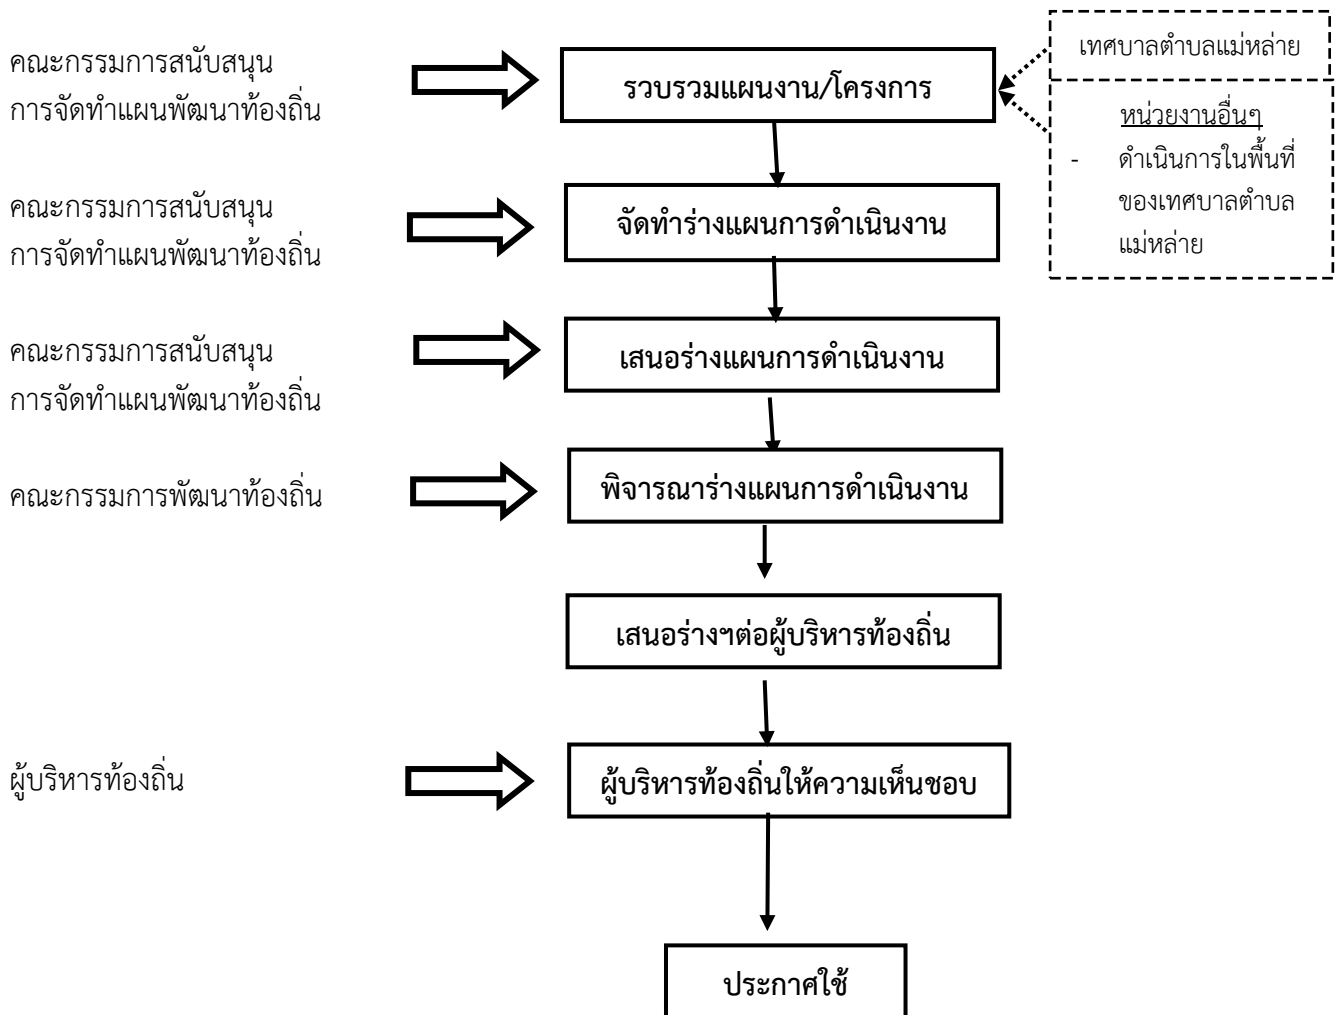 คณะกรรมการสนับสนุน
การจัดทำแผนพัฒนาท้องถิ่น
รวบรวมแผนงาน/โครงการ
เทศบาลตำบลแม่หล่าย
หน่วยงานอื่นๆ
- ดำเนินการในพื้นที่
ของเทศบาลตำบล
แม่หล่าย
คณะกรรมการสนับสนุน
การจัดทำแผนพัฒนาท้องถิ่น
จัดทำร่างแผนการดำเนินงาน
คณะกรรมการสนับสนุน
การจัดทำแผนพัฒนาท้องถิ่น
เสนอร่างแผนการดำเนินงาน
คณะกรรมการพัฒนาท้องถิ่น
พิจารณาร่างแผนการดำเนินงาน
เสนอร่างฯต่อผู้บริหารท้องถิ่น
ผู้บริหารท้องถิ่น
ผู้บริหารท้องถิ่นให้ความเห็นชอบ
ประกาศใช้